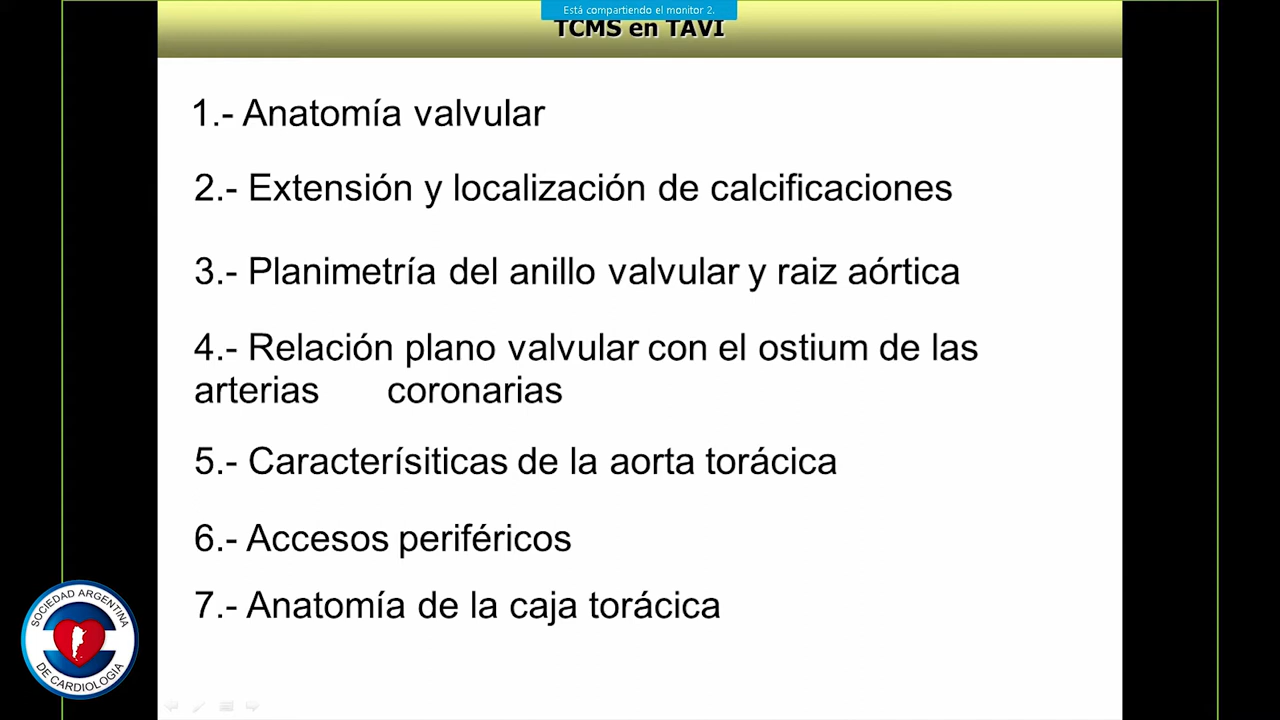 Está compartiendo el monitor 2.
TCMS en TAVI
1.- Anatomía valvular
2.- Extensión y localización de calcificaciones
3.- Planimetría del anillo valvular y raiz aórtica
4.- Relación plano valvular con el ostium de las
arterias coronarias
5.- Caracterísiticas de la aorta torácica
6.- Accesos periféricos
7.- Anatomía de la caja torácica
SOCIEDAD ARGENTINA
DE CARDIOLOGÍA